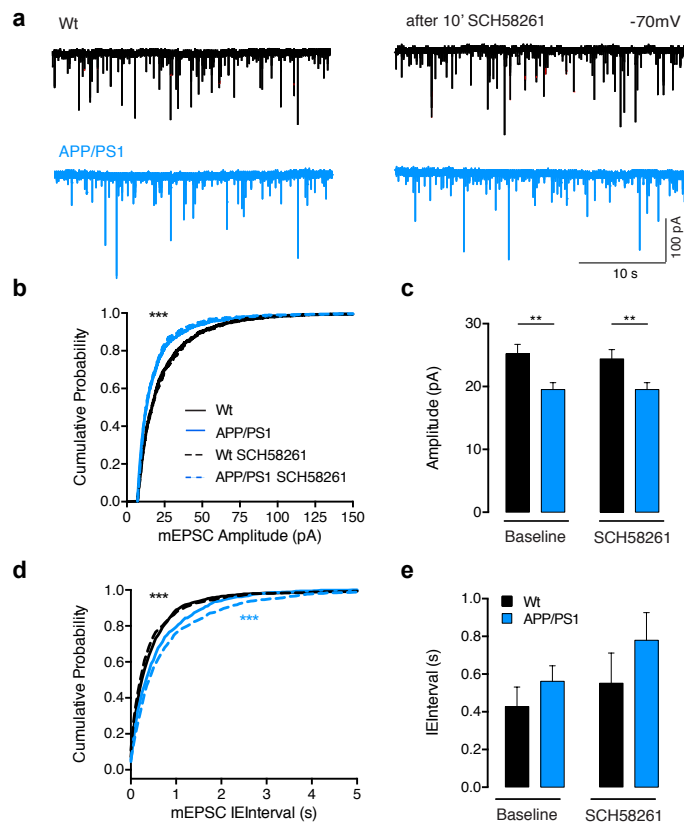 a
Wt
after 10' SCH58261
-70mV
APP/PS1
100 pA
10 s
b
1.0
0.8
0.6
0.4
0.2
0.0
Cumulative Probability
***
Wt
APP/PS1
Wt SCH58261
APP/PS1 SCH58261
0 25 50 75 100 125 150
mEPSC Amplitude (pA)
c
30
20
10
0
Amplitude (pA)
** **
Baseline SCH58261
d
1.0
0.8
0.6
0.4
0.2
0.0
Cumulative Probability
***
***
0 1 2 3 4 5
mEPSC IEInterval (s)
e
1.0
0.8
0.6
0.4
0.2
0.0
IEInterval (s)
Wt
APP/PS1
Baseline SCH58261